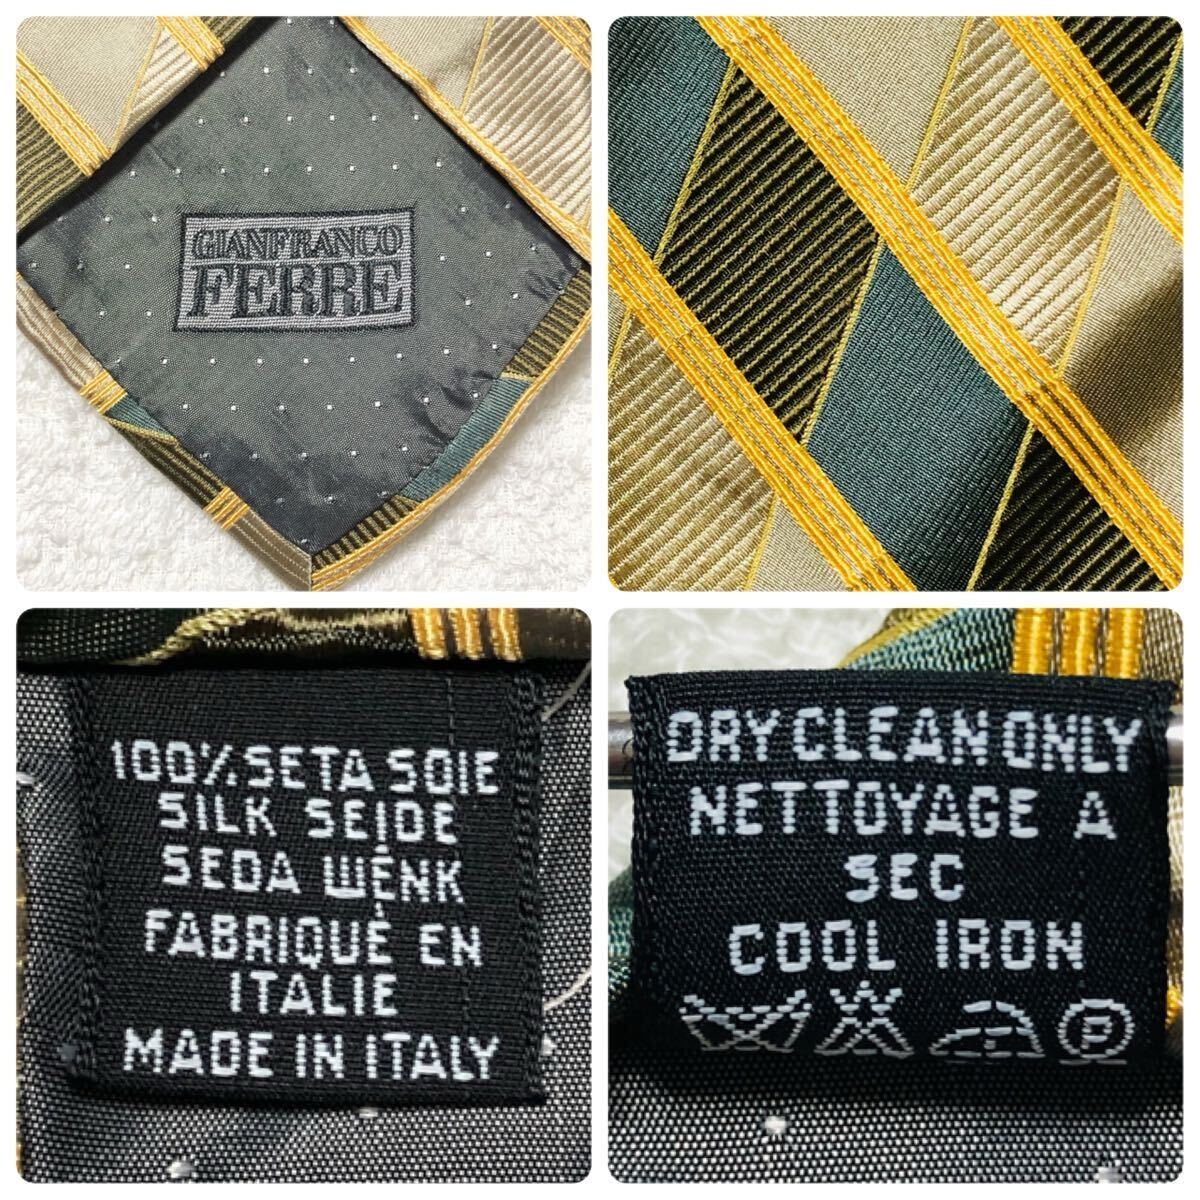 GIANFRANCO
FERRE
100% SETA SOIE
SILK SEIDE
SEDA WÉNK
FABRIQUÉ EN
ITALIE
MADE IN ITALY
DRY CLEAN ONLY
NETTOYAGE A
SEC
COOL IRON
P